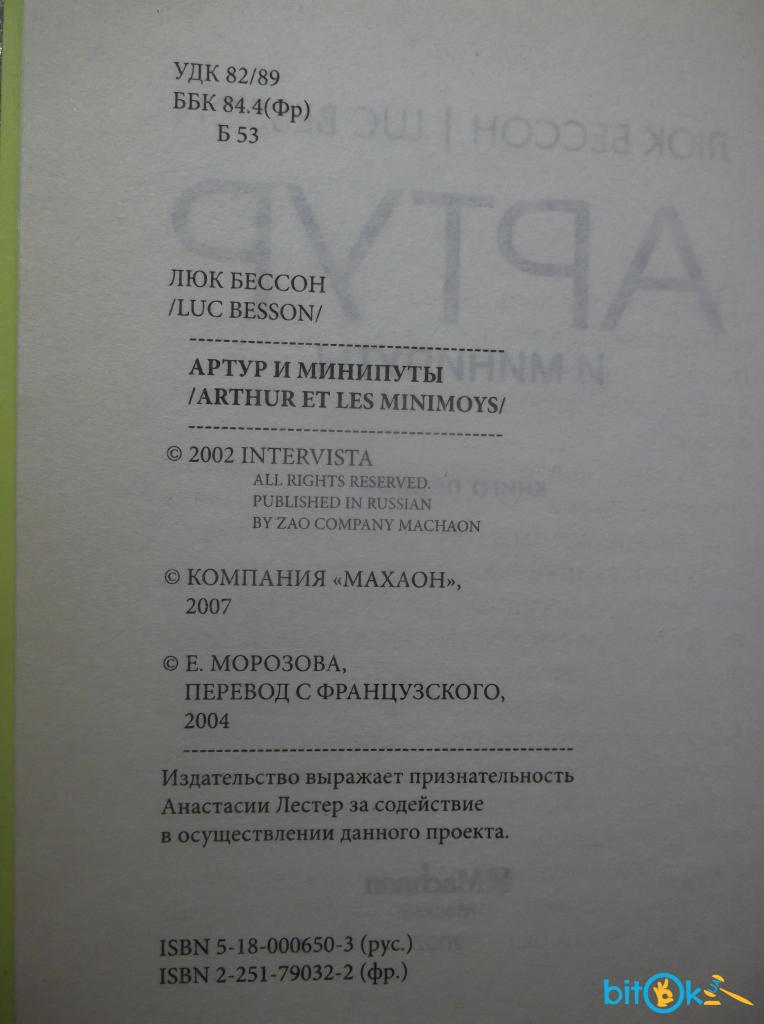 УДК 82/89
ББК 84.4(Фр)
Б 53
ЛЮК БЕССОН
/LUC BESSON/
АРТУР И МИНИПУТЫ
/ARTHUR ET LES MINIMOYS/
© 2002 INTERVISTA
ALL RIGHTS RESERVED.
PUBLISHED IN RUSSIAN
BY ZAO COMPANY MACHAON
© КОМПАНИЯ «МАХАОН»,
2007
© Е. МОРОЗОВА,
ПЕРЕВОД С ФРАНЦУЗСКОГО,
2004
Издательство выражает признательность
Анастасии Лестер за содействие
в осуществлении данного проекта.
ISBN 5-18-000650-3 (рус.)
ISBN 2-251-79032-2 (фр.)